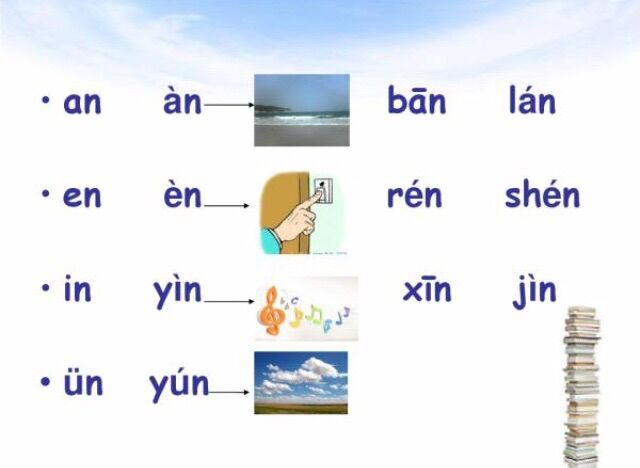 • an àn bān lán
• en èn rén shén
• in yìn xīn jìn
• ün yún